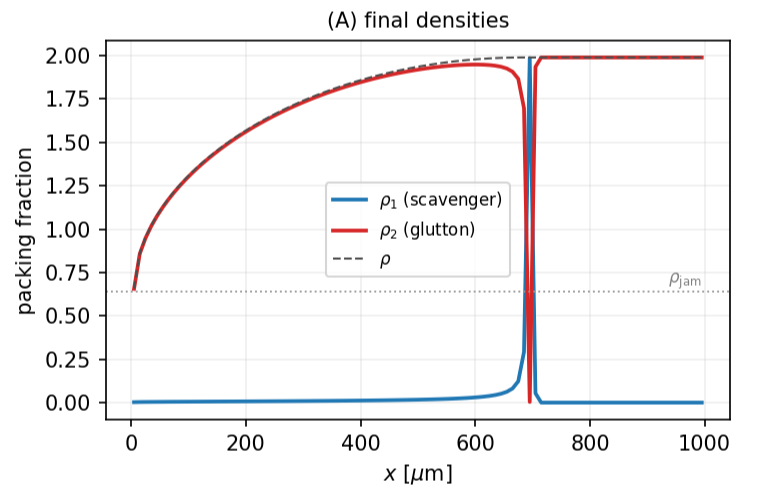 (A) final densities
packing fraction
2.00
1.75
1.50
1.25
1.00
0.75
0.50
0.25
0.00
ρ₁ (scavenger)
ρ₂ (glutton)
ρ
ρjam
0 200 400 600 800 1000
x [μm]